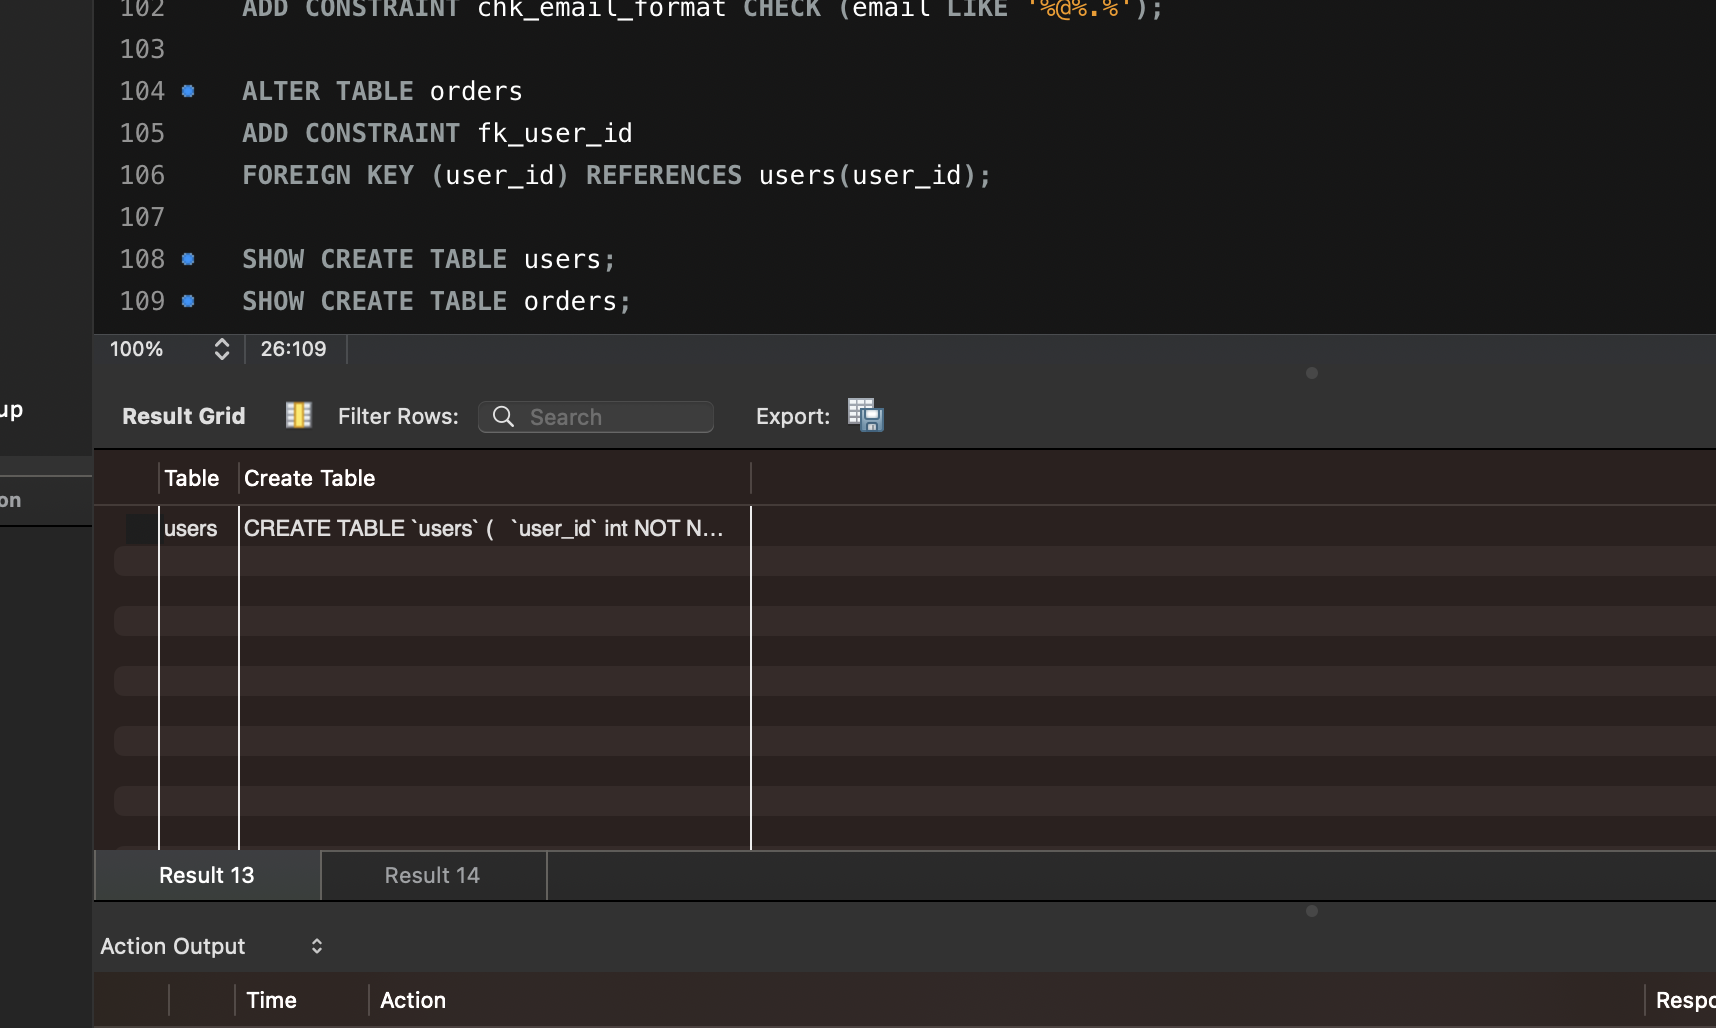 102 ADD CONSTRAINT chk_email_format CHECK (email LIKE '%@%.%');
103
104 ALTER TABLE orders
105 ADD CONSTRAINT fk_user_id
106 FOREIGN KEY (user_id) REFERENCES users(user_id);
107
108 SHOW CREATE TABLE users;
109 SHOW CREATE TABLE orders;
100% 26:109
up
Result Grid Filter Rows: Search Export:
Table Create Table
on
users CREATE TABLE `users` ( `user_id` int NOT N...
Result 13 Result 14
Action Output
Time Action Respo